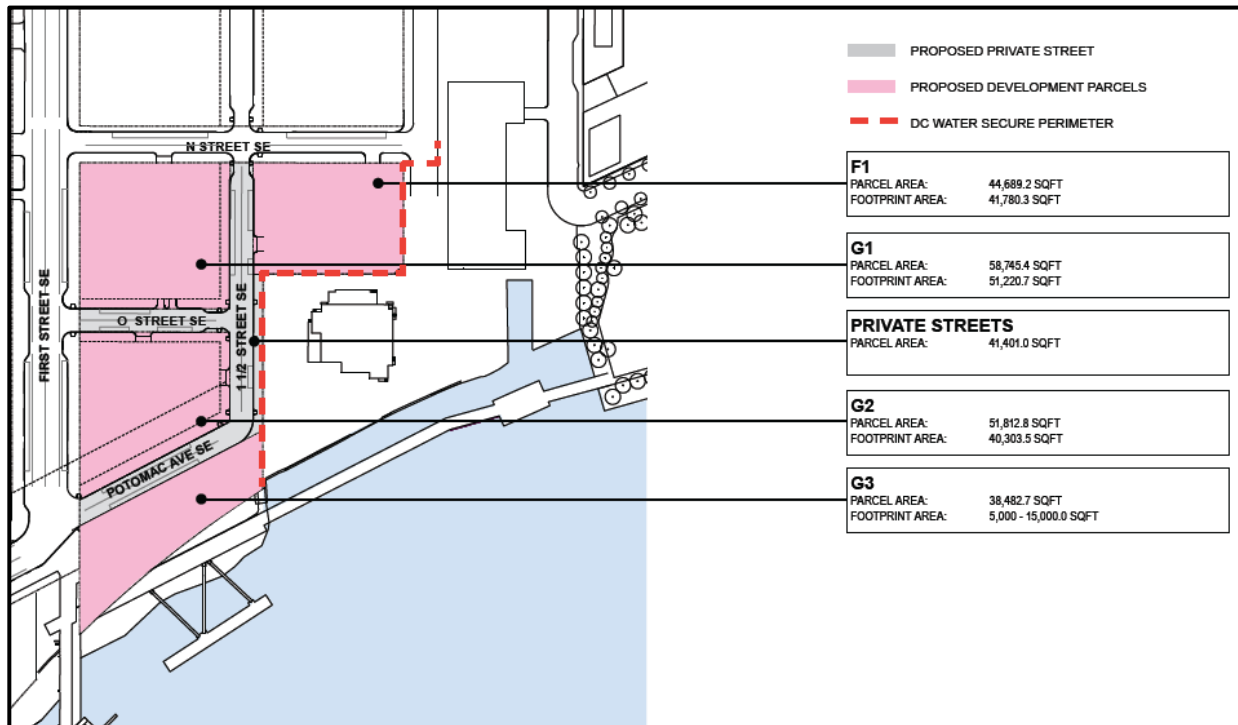 PROPOSED PRIVATE STREET
PROPOSED DEVELOPMENT PARCELS
DC WATER SECURE PERIMETER
N STREET SE
FIRST STREET SE
1 1/2 STREET SE
O STREET SE
POTOMAC AVE SE
F1
PARCEL AREA: 44,689.2 SQFT
FOOTPRINT AREA: 41,780.3 SQFT
G1
PARCEL AREA: 58,745.4 SQFT
FOOTPRINT AREA: 51,220.7 SQFT
PRIVATE STREETS
PARCEL AREA: 41,401.0 SQFT
G2
PARCEL AREA: 51,812.8 SQFT
FOOTPRINT AREA: 40,303.5 SQFT
G3
PARCEL AREA: 38,482.7 SQFT
FOOTPRINT AREA: 5,000 - 15,000.0 SQFT